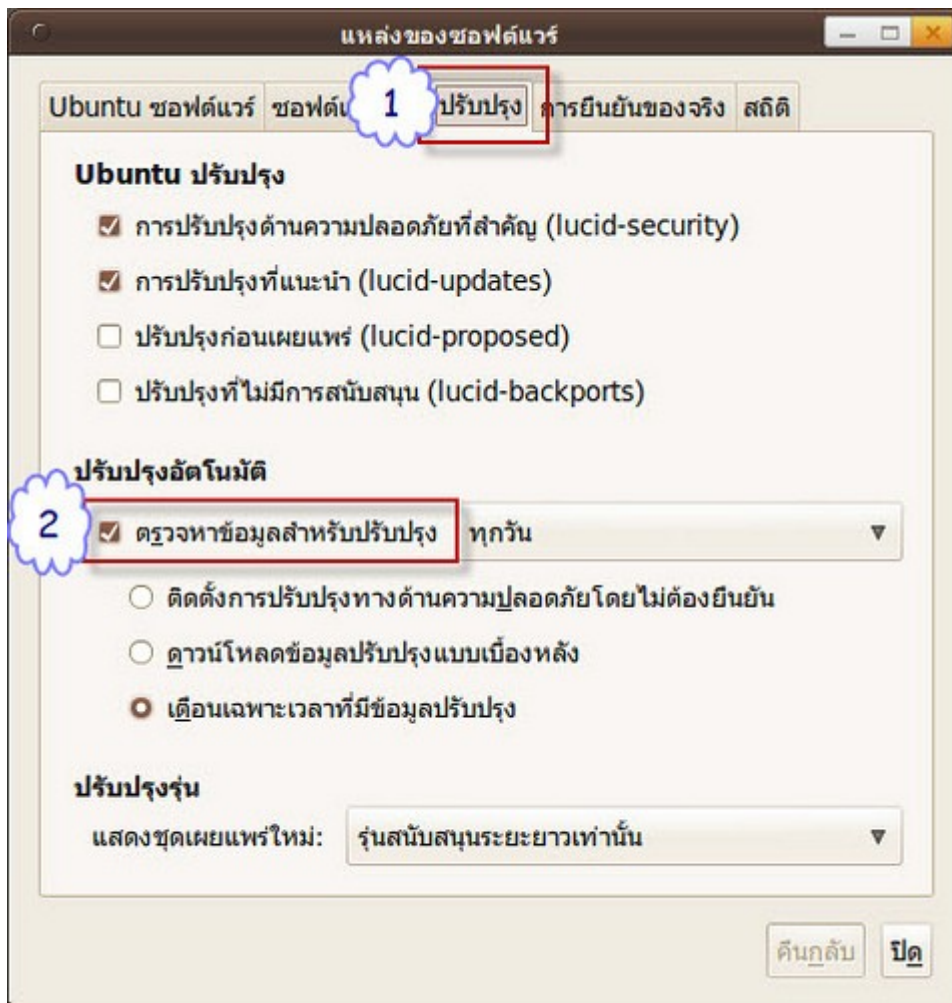 แหล่งของซอฟต์แวร์
Ubuntu ซอฟต์แวร์ 1 ปรับปรุง การยืนยันของจริง สถิติ
Ubuntu ปรับปรุง
การปรับปรุงด้านความปลอดภัยที่สำคัญ (lucid-security)
การปรับปรุงที่แนะนำ (lucid-updates)
ปรับปรุงก่อนเผยแพร่ (lucid-proposed)
ปรับปรุงที่ไม่มีการสนับสนุน (lucid-backports)
ปรับปรุงอัตโนมัติ
2 ตรวจหาข้อมูลสำหรับปรับปรุง ทุกวัน
ติดตั้งการปรับปรุงทางด้านความปลอดภัยโดยไม่ต้องยืนยัน
ดาวน์โหลดข้อมูลปรับปรุงแบบเบื้องหลัง
เตือนเฉพาะเวลาที่มีข้อมูลปรับปรุง
ปรับปรุงรุ่น
แสดงชุดเผยแพร่ใหม่: รุ่นสนับสนุนระยะยาวเท่านั้น
คืนกลับ ปิด